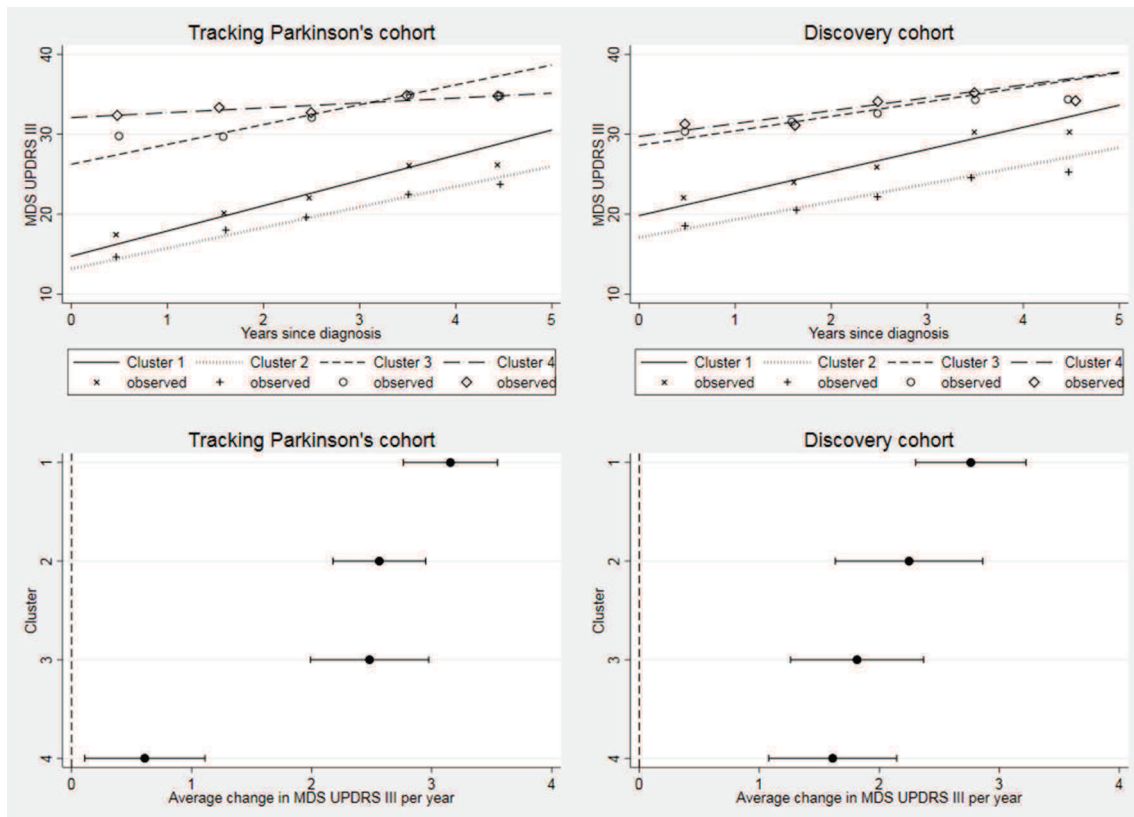 Tracking Parkinson's cohort
MDS UPDRS III
40
30
20
10
0 1 2 3 4 5
Years since diagnosis
Cluster 1 Cluster 2 Cluster 3 Cluster 4
observed observed observed observed
Discovery cohort
MDS UPDRS III
40
30
20
10
0 1 2 3 4 5
Years since diagnosis
Cluster 1 Cluster 2 Cluster 3 Cluster 4
observed observed observed observed
Tracking Parkinson's cohort
Cluster
1
2
3
4
0 1 2 3 4
Average change in MDS UPDRS III per year
Discovery cohort
Cluster
1
2
3
4
0 1 2 3 4
Average change in MDS UPDRS III per year